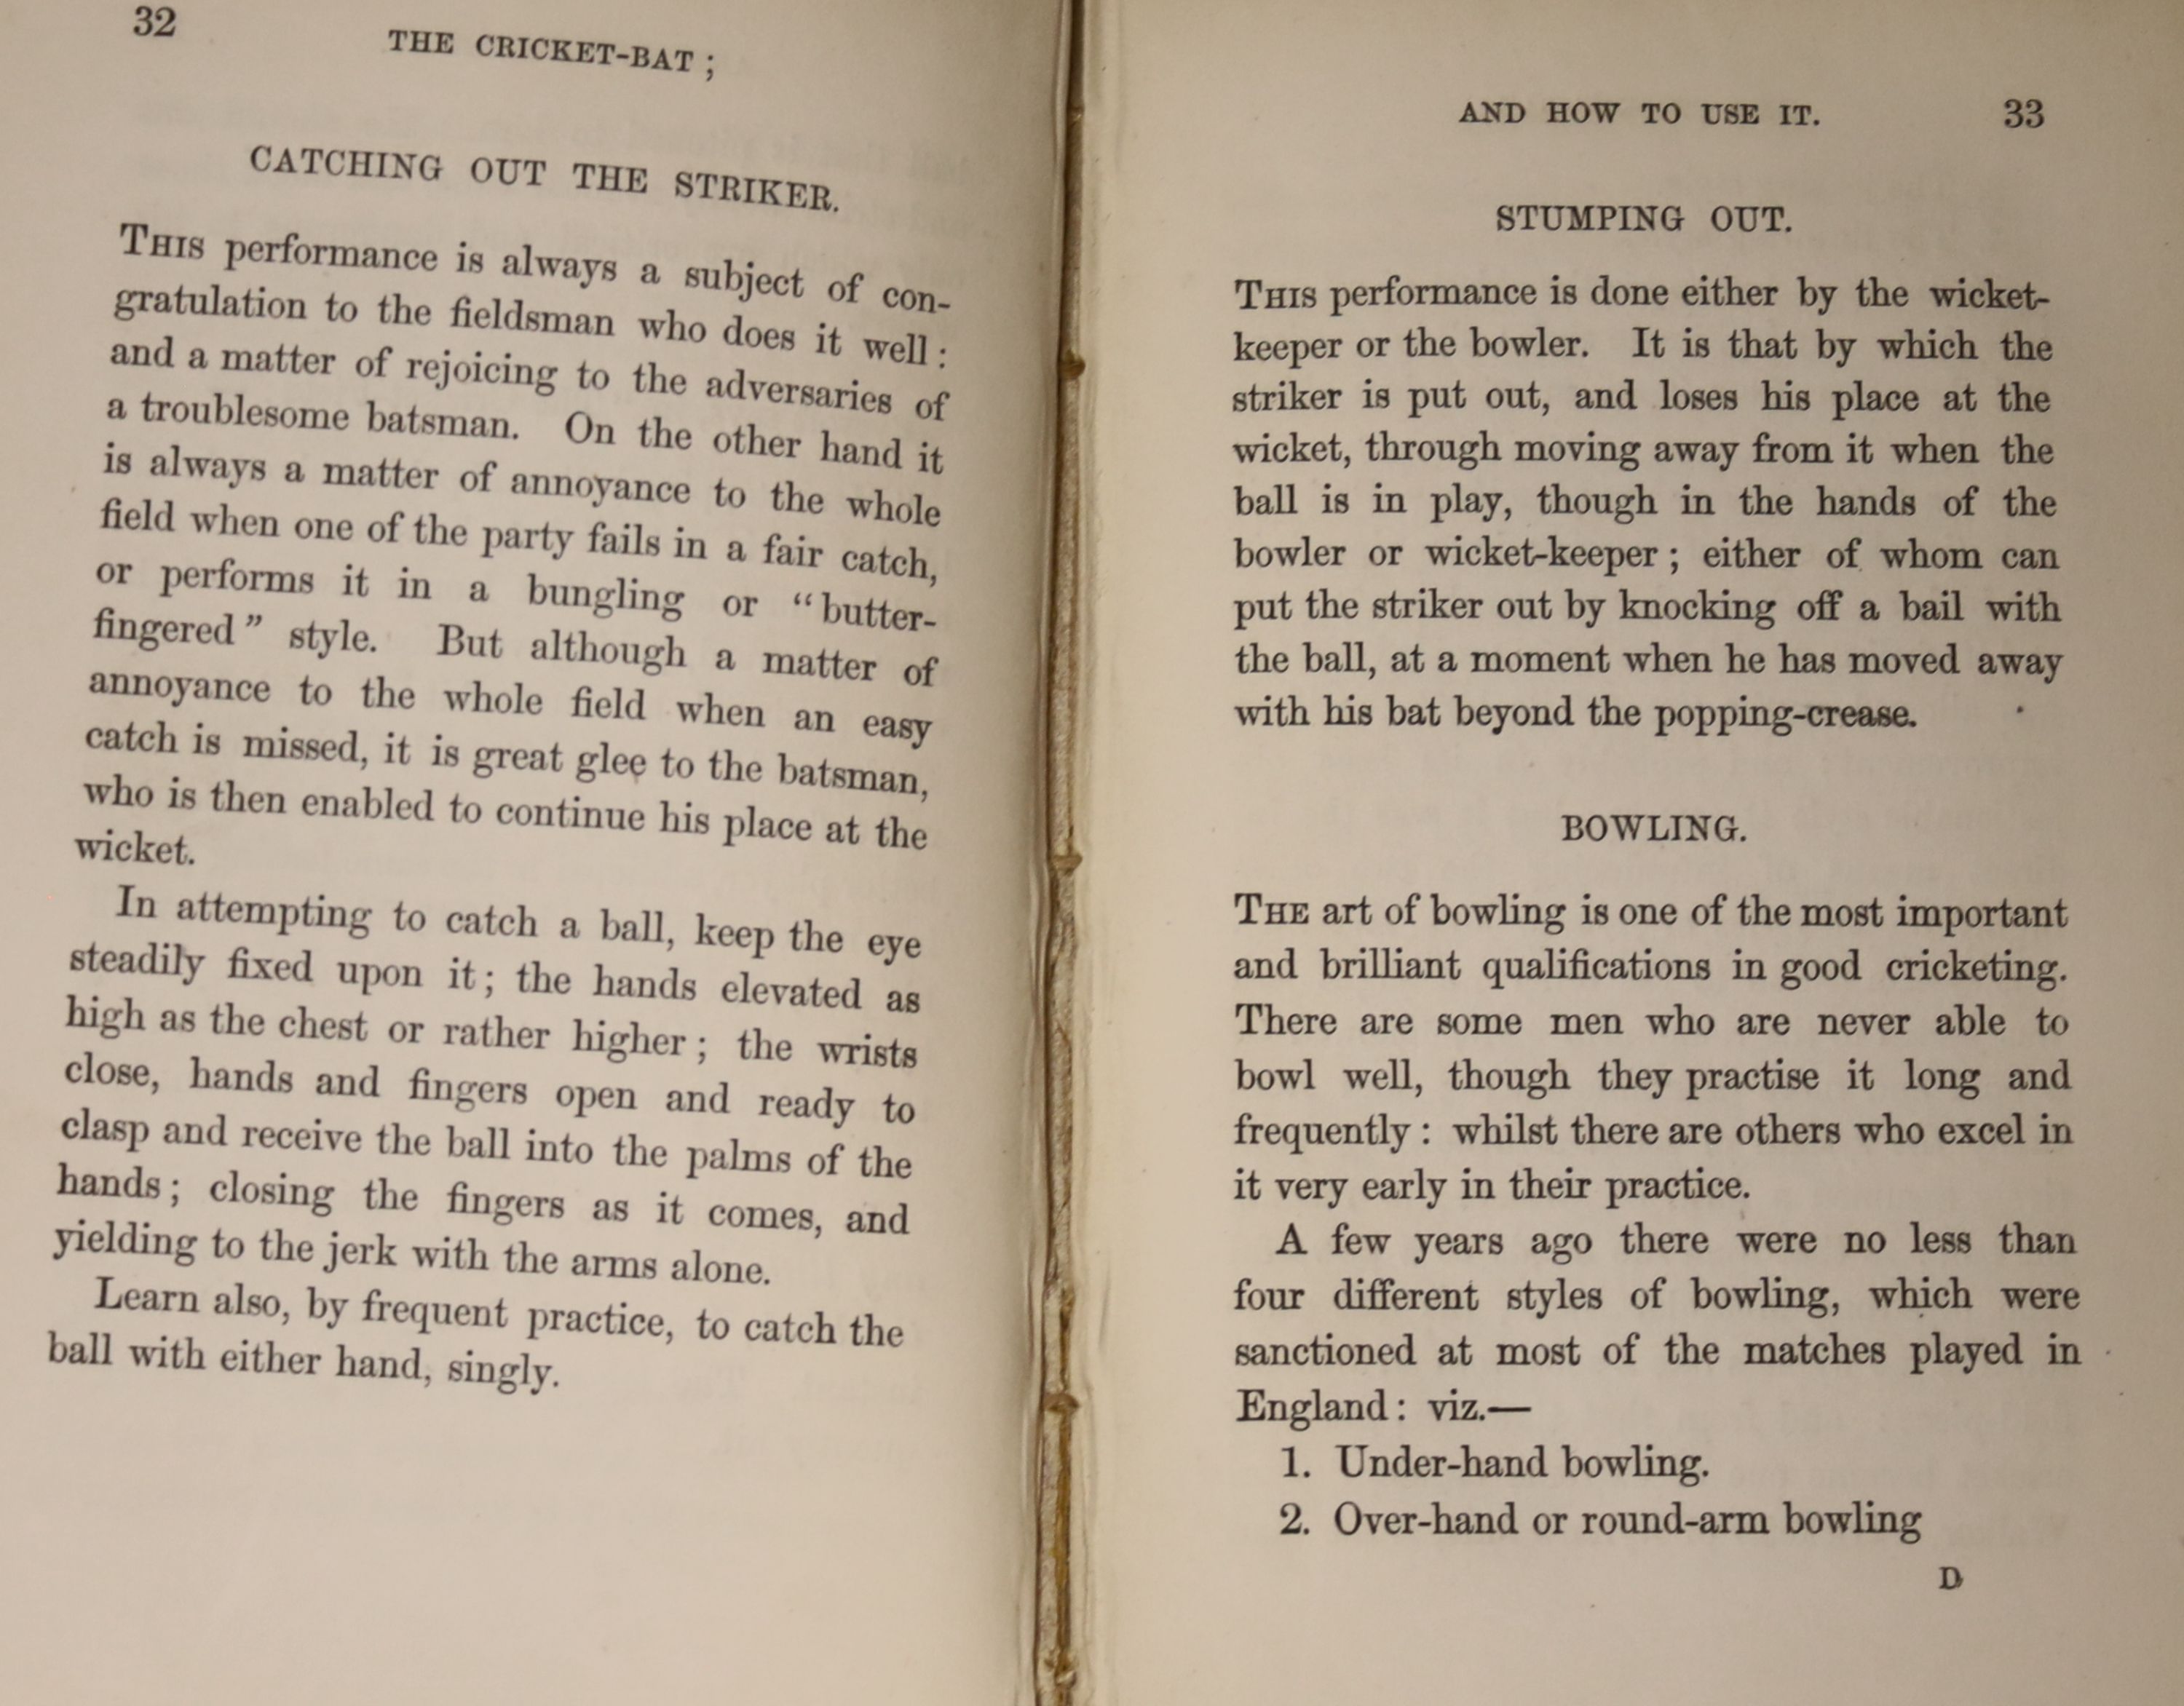 32
THE CRICKET-BAT ;
CATCHING OUT THE STRIKER.
THIS performance is always a subject of con-
gratulation to the fieldsman who does it well :
and a matter of rejoicing to the adversaries of
a troublesome batsman. On the other hand it
is always a matter of annoyance to the whole
field when one of the party fails in a fair catch,
or performs it in a bungling or “butter-
fingered” style. But although a matter of
annoyance to the whole field when an easy
catch is missed, it is great glee to the batsman,
who is then enabled to continue his place at the
wicket.
In attempting to catch a ball, keep the eye
steadily fixed upon it ; the hands elevated as
high as the chest or rather higher ; the wrists
close, hands and fingers open and ready to
clasp and receive the ball into the palms of the
hands ; closing the fingers as it comes, and
yielding to the jerk with the arms alone.
Learn also, by frequent practice, to catch the
ball with either hand, singly.
AND HOW TO USE IT. 33
STUMPING OUT.
THIS performance is done either by the wicket-
keeper or the bowler. It is that by which the
striker is put out, and loses his place at the
wicket, through moving away from it when the
ball is in play, though in the hands of the
bowler or wicket-keeper ; either of whom can
put the striker out by knocking off a bail with
the ball, at a moment when he has moved away
with his bat beyond the popping-crease.
BOWLING.
THE art of bowling is one of the most important
and brilliant qualifications in good cricketing.
There are some men who are never able to
bowl well, though they practise it long and
frequently : whilst there are others who excel in
it very early in their practice.
A few years ago there were no less than
four different styles of bowling, which were
sanctioned at most of the matches played in
England : viz.—
1. Under-hand bowling.
2. Over-hand or round-arm bowling
D